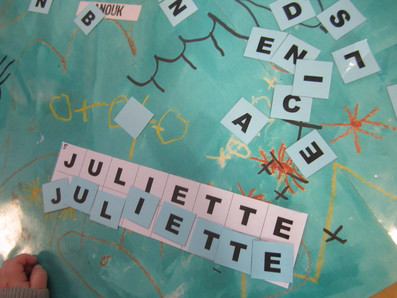 N B N
ANOUK
D S L
E N I C E
A
JULIETTE
JULIETTE